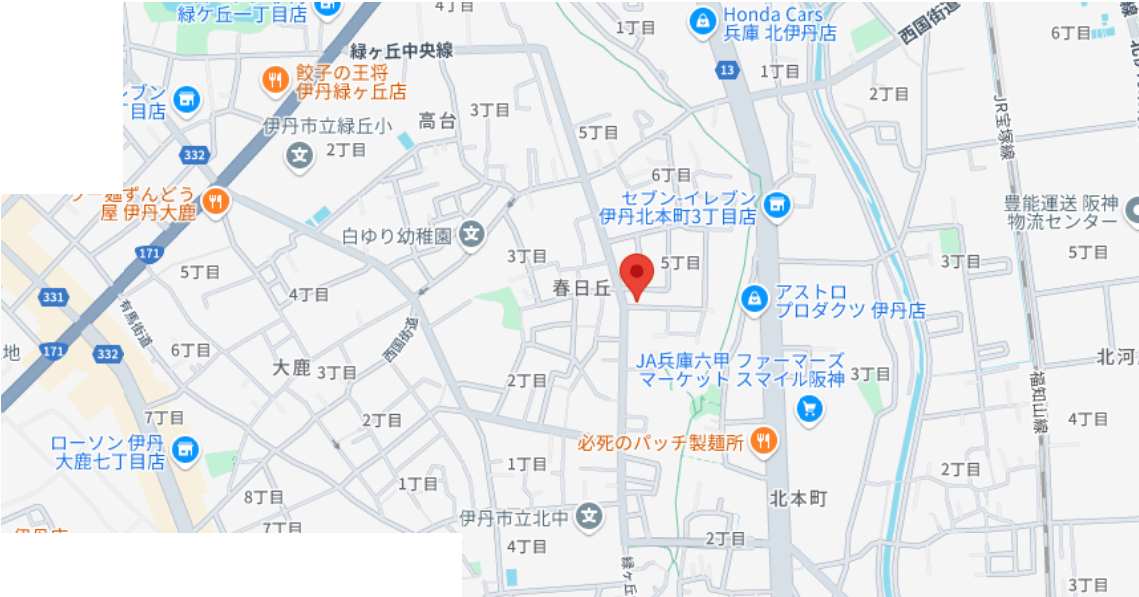 緑ケ丘一丁目店
4丁目
1丁目
Honda Cars
兵庫 北伊丹店
西国街道
6丁目
緑ヶ丘中央線
13
1丁目
餃子の王将
伊丹緑ヶ丘店
2丁目
高台
3丁目
5丁目
JR宝塚線
伊丹市立緑丘小
2丁目
332
6丁目
セブン-イレブン
伊丹北本町3丁目店
屋 伊丹大鹿
豊能運送 阪神
物流センター
白ゆり幼稚園
171
3丁目
5丁目
3丁目
5丁目
5丁目
331
4丁目
春日丘
アストロ
プロダクツ 伊丹店
有馬街道
西国街道
171
332
6丁目
大鹿
3丁目
2丁目
JA兵庫六甲 ファーマーズ
マーケット スマイル阪神
3丁目
福知山線
7丁目
2丁目
4丁目
ローソン 伊丹
大鹿七丁目店
必死のパッチ製麺所
1丁目
1丁目
2丁目
8丁目
北本町
7丁目
伊丹市立北中
4丁目
2丁目
緑ヶ丘
3丁目